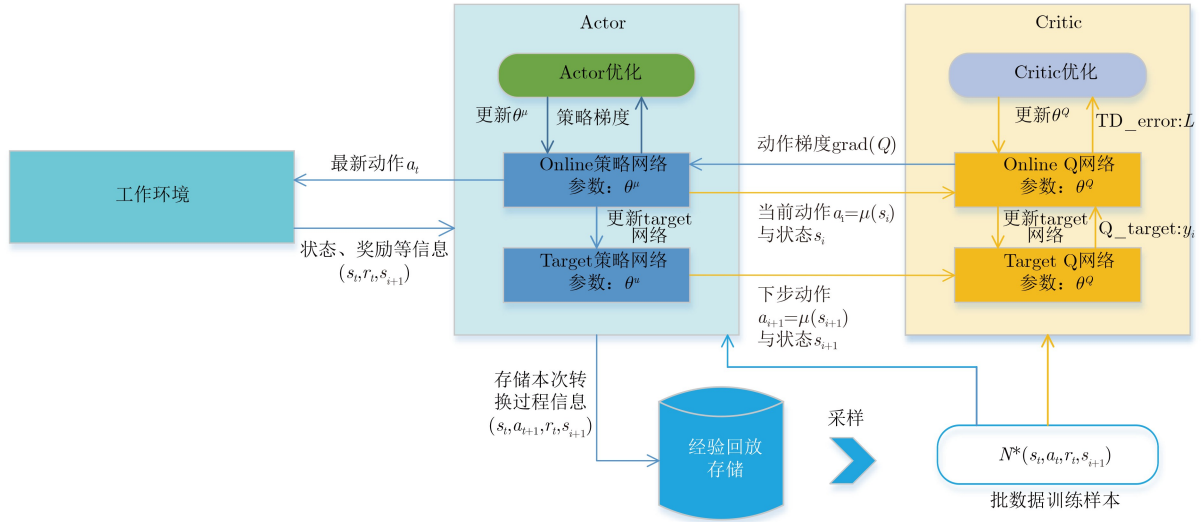 Actor
Critic
Actor优化
Critic优化
更新θ^μ
策略梯度
更新θ^Q
TD_error:L
动作梯度grad(Q)
Online策略网络
参数：θ^μ
Online Q网络
参数：θ^Q
最新动作a_t
工作环境
状态、奖励等信息
(s_t,r_t,s_{i+1})
更新target
网络
当前动作a_i=μ(s_i)
与状态s_i
更新target
网络
Q_target:y_i
Target策略网络
参数：θ^u
Target Q网络
参数：θ^Q
下步动作
a_{i+1}=μ(s_{i+1})
与状态s_{i+1}
存储本次转
换过程信息
(s_t,a_{t+1},r_t,s_{i+1})
经验回放
存储
采样
N*(s_t,a_t,r_t,s_{i+1})
批数据训练样本